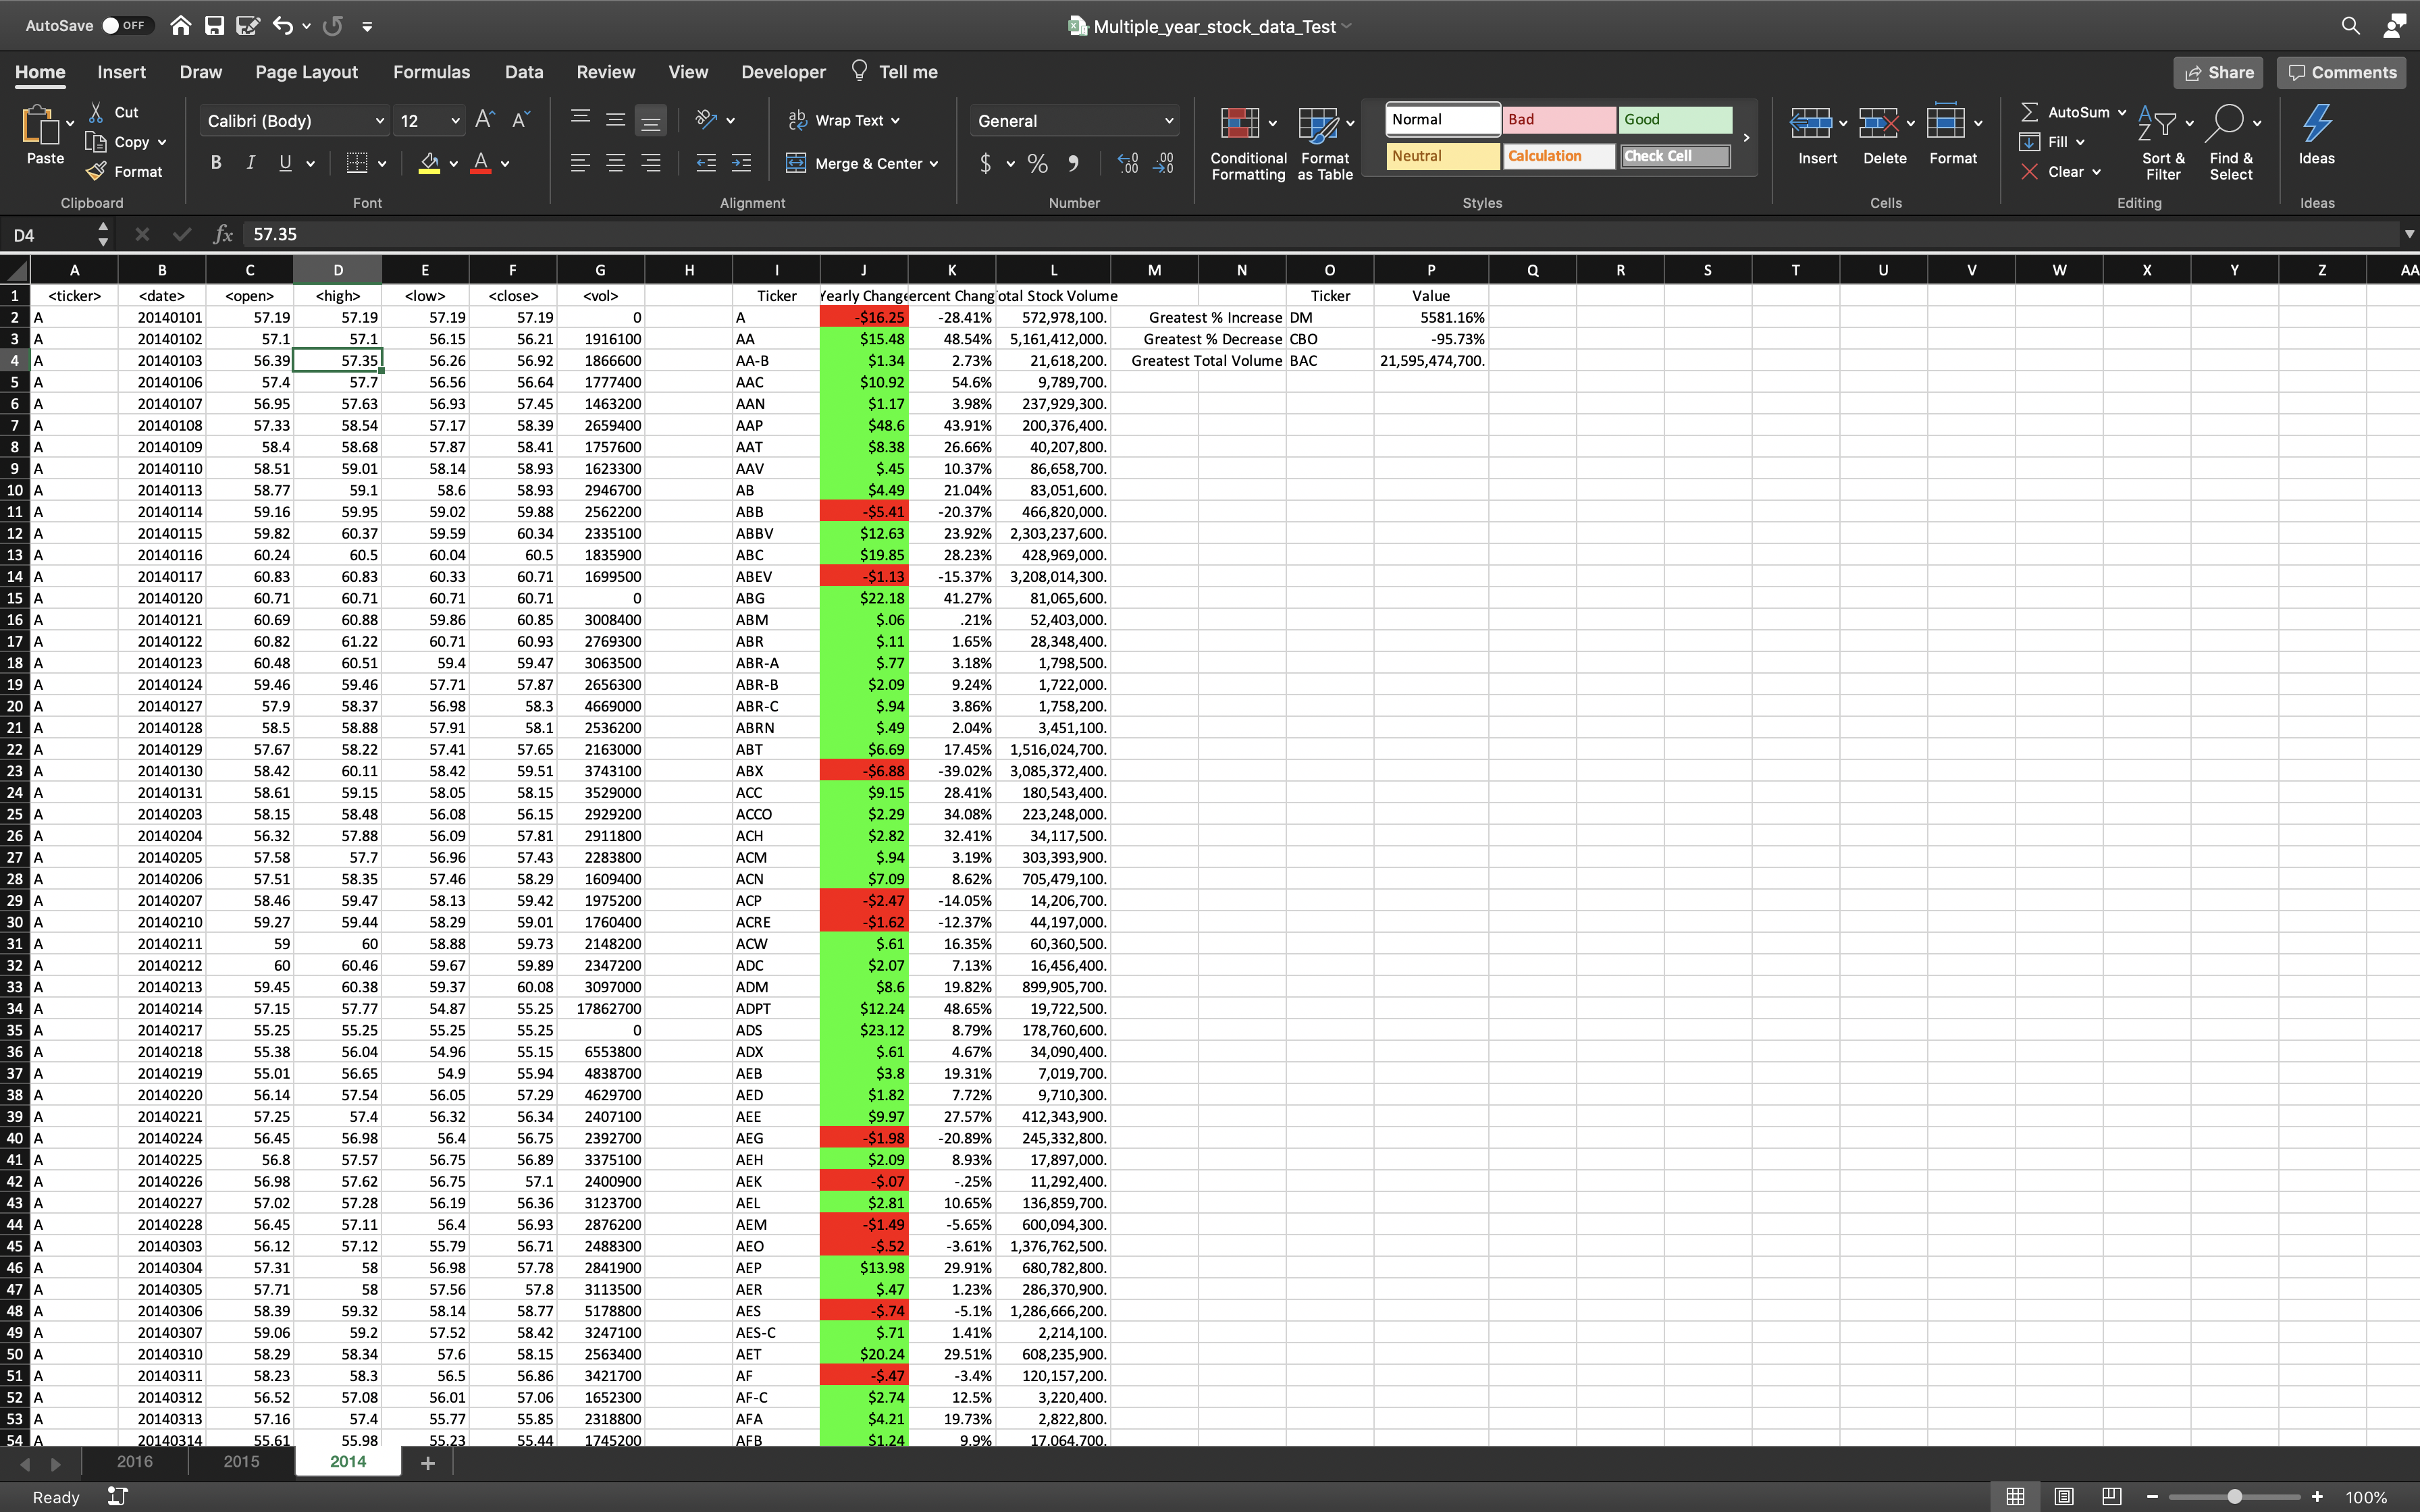 AutoSave OFF Multiple_year_stock_data_Test
Home Insert Draw Page Layout Formulas Data Review View Developer Tell me Share Comments
Paste Cut Copy Format Calibri (Body) 12 A^ A˅ Wrap Text General Conditional Formatting Format as Table Normal Bad Good Insert Delete Format AutoSum Fill Clear Sort & Filter Find & Select Ideas
B I U A Merge & Center $ % Neutral Calculation Check Cell
Clipboard Font Alignment Number Styles Cells Editing Ideas
D4 fx 57.35
A B C D E F G H I J K L M N O P Q R S T U V W X Y Z AA
1 <ticker> <date> <open> <high> <low> <close> <vol> Ticker Yearly Change ercent Chang otal Stock Volume Ticker Value
2 A 20140101 57.19 57.19 57.19 57.19 0 A -$16.25 -28.41% 572,978,100. Greatest % Increase DM 5581.16%
3 A 20140102 57.1 57.1 56.15 56.21 1916100 AA $15.48 48.54% 5,161,412,000. Greatest % Decrease CBO -95.73%
4 A 20140103 56.39 57.35 56.26 56.92 1866600 AA-B $1.34 2.73% 21,618,200. Greatest Total Volume BAC 21,595,474,700.
5 A 20140106 57.4 57.7 56.56 56.64 1777400 AAC $10.92 54.6% 9,789,700.
6 A 20140107 56.95 57.63 56.93 57.45 1463200 AAN $1.17 3.98% 237,929,300.
7 A 20140108 57.33 58.54 57.17 58.39 2659400 AAP $48.6 43.91% 200,376,400.
8 A 20140109 58.4 58.68 57.87 58.41 1757600 AAT $8.38 26.66% 40,207,800.
9 A 20140110 58.51 59.01 58.14 58.93 1623300 AAV $.45 10.37% 86,658,700.
10 A 20140113 58.77 59.1 58.6 58.93 2946700 AB $4.49 21.04% 83,051,600.
11 A 20140114 59.16 59.95 59.02 59.88 2562200 ABB -$5.41 -20.37% 466,820,000.
12 A 20140115 59.82 60.37 59.59 60.34 2335100 ABBV $12.63 23.92% 2,303,237,600.
13 A 20140116 60.24 60.5 60.04 60.5 1835900 ABC $19.85 28.23% 428,969,000.
14 A 20140117 60.83 60.83 60.33 60.71 1699500 ABEV -$1.13 -15.37% 3,208,014,300.
15 A 20140120 60.71 60.71 60.71 60.71 0 ABG $22.18 41.27% 81,065,600.
16 A 20140121 60.69 60.88 59.86 60.85 3008400 ABM $.06 .21% 52,403,000.
17 A 20140122 60.82 61.22 60.71 60.93 2769300 ABR $.11 1.65% 28,348,400.
18 A 20140123 60.48 60.51 59.4 59.47 3063500 ABR-A $.77 3.18% 1,798,500.
19 A 20140124 59.46 59.46 57.71 57.87 2656300 ABR-B $2.09 9.24% 1,722,000.
20 A 20140127 57.9 58.37 56.98 58.3 4669000 ABR-C $.94 3.86% 1,758,200.
21 A 20140128 58.5 58.88 57.91 58.1 2536200 ABRN $.49 2.04% 3,451,100.
22 A 20140129 57.67 58.22 57.41 57.65 2163000 ABT $6.69 17.45% 1,516,024,700.
23 A 20140130 58.42 60.11 58.42 59.51 3743100 ABX -$6.88 -39.02% 3,085,372,400.
24 A 20140131 58.61 59.15 58.05 58.15 3529000 ACC $9.15 28.41% 180,543,400.
25 A 20140203 58.15 58.48 56.08 56.15 2929200 ACCO $2.29 34.08% 223,248,000.
26 A 20140204 56.32 57.88 56.09 57.81 2911800 ACH $2.82 32.41% 34,117,500.
27 A 20140205 57.58 57.7 56.96 57.43 2283800 ACM $.94 3.19% 303,393,900.
28 A 20140206 57.51 58.35 57.46 58.29 1609400 ACN $7.09 8.62% 705,479,100.
29 A 20140207 58.46 59.47 58.13 59.42 1975200 ACP -$2.47 -14.05% 14,206,700.
30 A 20140210 59.27 59.44 58.29 59.01 1760400 ACRE -$1.62 -12.37% 44,197,000.
31 A 20140211 59 60 58.88 59.73 2148200 ACW $.61 16.35% 60,360,500.
32 A 20140212 60 60.46 59.67 59.89 2347200 ADC $2.07 7.13% 16,456,400.
33 A 20140213 59.45 60.38 59.37 60.08 3097000 ADM $8.6 19.82% 899,905,700.
34 A 20140214 57.15 57.77 54.87 55.25 17862700 ADPT $12.24 48.65% 19,722,500.
35 A 20140217 55.25 55.25 55.25 55.25 0 ADS $23.12 8.79% 178,760,600.
36 A 20140218 55.38 56.04 54.96 55.15 6553800 ADX $.61 4.67% 34,090,400.
37 A 20140219 55.01 56.65 54.9 55.94 4838700 AEB $3.8 19.31% 7,019,700.
38 A 20140220 56.14 57.54 56.05 57.29 4629700 AED $1.82 7.72% 9,710,300.
39 A 20140221 57.25 57.4 56.32 56.34 2407100 AEE $9.97 27.57% 412,343,900.
40 A 20140224 56.45 56.98 56.4 56.75 2392700 AEG -$1.98 -20.89% 245,332,800.
41 A 20140225 56.8 57.57 56.75 56.89 3375100 AEH $2.09 8.93% 17,897,000.
42 A 20140226 56.98 57.62 56.75 57.1 2400900 AEK -$.07 -.25% 11,292,400.
43 A 20140227 57.02 57.28 56.19 56.36 3123700 AEL $2.81 10.65% 136,859,700.
44 A 20140228 56.45 57.11 56.4 56.93 2876200 AEM -$1.49 -5.65% 600,094,300.
45 A 20140303 56.12 57.12 55.79 56.71 2488300 AEO -$.52 -3.61% 1,376,762,500.
46 A 20140304 57.31 58 56.98 57.78 2841900 AEP $13.98 29.91% 680,782,800.
47 A 20140305 57.71 58 57.56 57.8 3113500 AER $.47 1.23% 286,370,900.
48 A 20140306 58.39 59.32 58.14 58.77 5178800 AES -$.74 -5.1% 1,286,666,200.
49 A 20140307 59.06 59.2 57.52 58.42 3247100 AES-C $.71 1.41% 2,214,100.
50 A 20140310 58.29 58.34 57.6 58.15 2563400 AET $20.24 29.51% 608,235,900.
51 A 20140311 58.23 58.3 56.5 56.86 3421700 AF -$.47 -3.4% 120,157,200.
52 A 20140312 56.52 57.08 56.01 57.06 1652300 AF-C $2.74 12.5% 3,220,400.
53 A 20140313 57.16 57.4 55.77 55.85 2318800 AFA $4.21 19.73% 2,822,800.
54 A 20140314 55.61 55.98 55.23 55.44 1745200 AFB $1.24 9.9% 17,064,700.
2016 2015 2014 +
Ready 100%